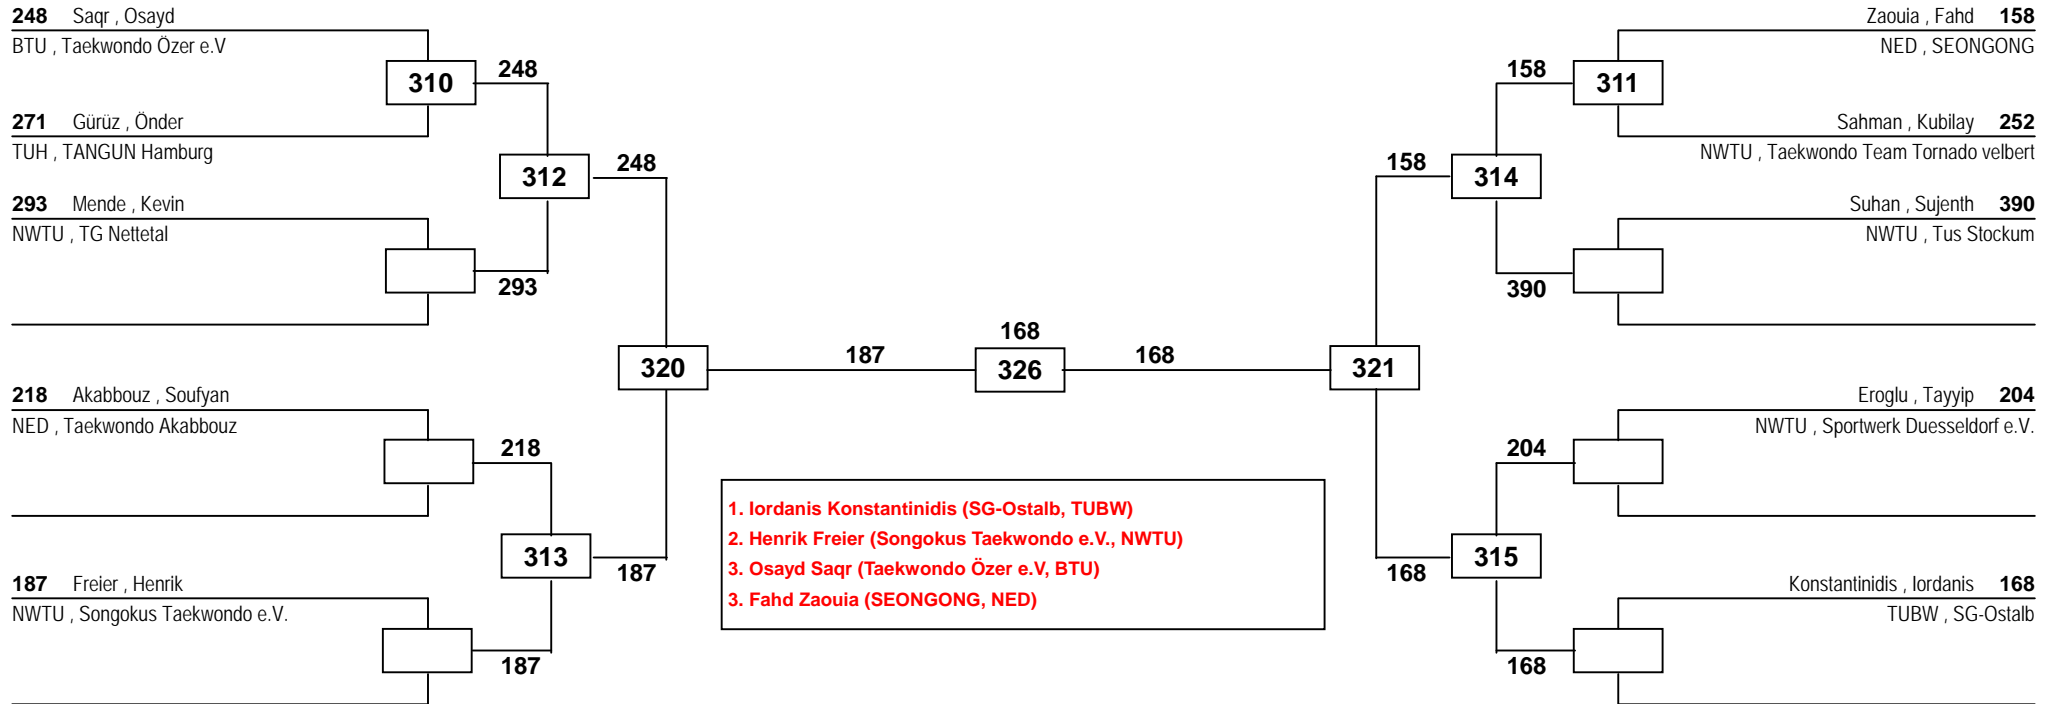 248 Saqr , Osayd
BTU , Taekwondo Özer e.V
310
248
271 Gürüz , Önder
TUH , TANGUN Hamburg
312
248
293 Mende , Kevin
NWTU , TG Nettetal
293
320
187
218 Akabbouz , Soufyan
NED , Taekwondo Akabbouz
218
313
187
187 Freier , Henrik
NWTU , Songokus Taekwondo e.V.
187
168
326
168
1. Iordanis Konstantinidis (SG-Ostalb, TUBW)
2. Henrik Freier (Songokus Taekwondo e.V., NWTU)
3. Osayd Saqr (Taekwondo Özer e.V, BTU)
3. Fahd Zaouia (SEONGONG, NED)
Zaouia , Fahd 158
NED , SEONGONG
158
311
Sahman , Kubilay 252
NWTU , Taekwondo Team Tornado velbert
158
314
Suhan , Sujenth 390
NWTU , Tus Stockum
390
321
Eroglu , Tayyip 204
NWTU , Sportwerk Duesseldorf e.V.
204
315
168
Konstantinidis , Iordanis 168
TUBW , SG-Ostalb
168